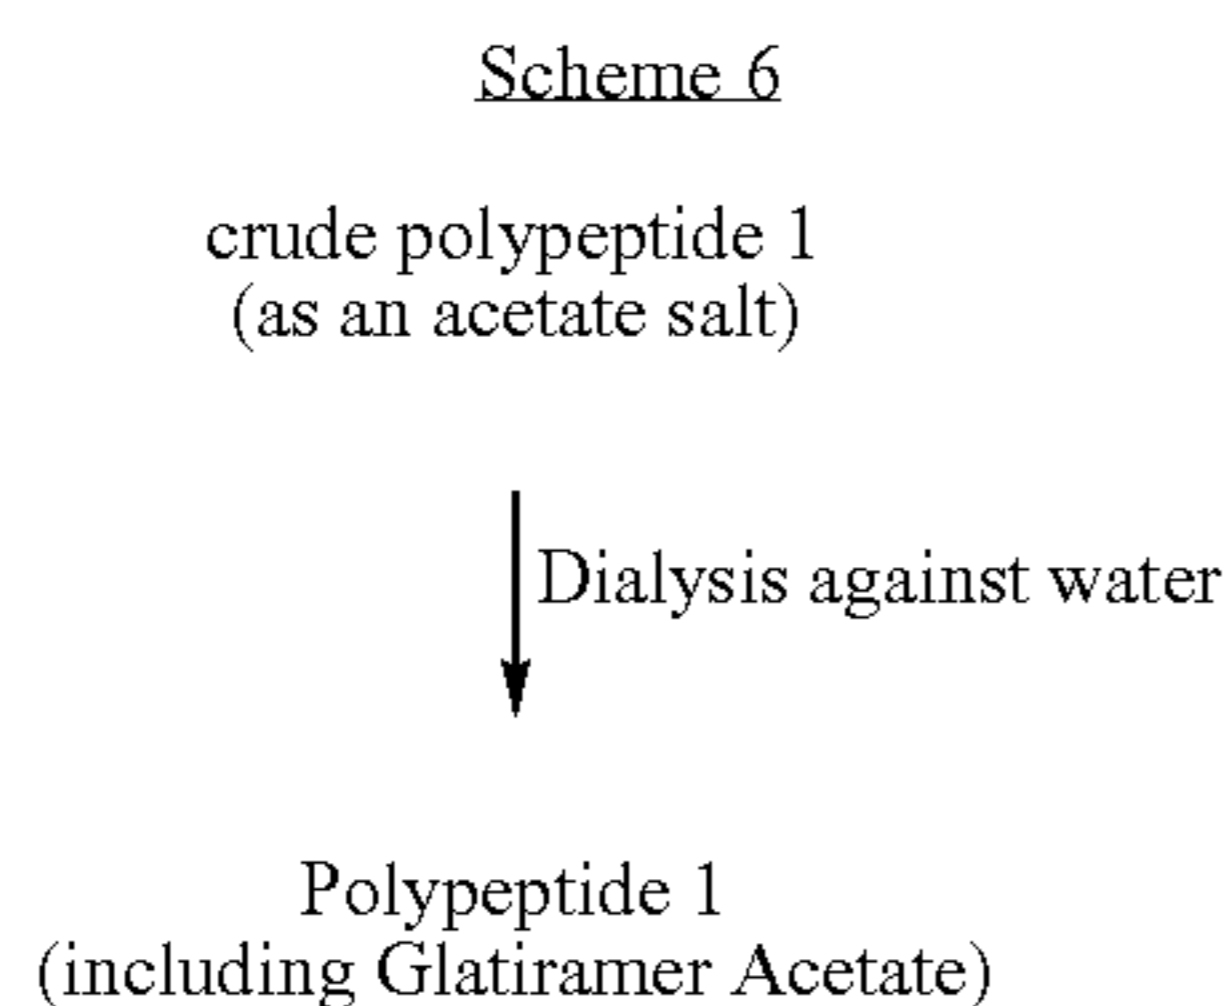 Scheme 6
crude polypeptide 1
(as an acetate salt)
Dialysis against water
Polypeptide 1
(including Glatiramer Acetate)